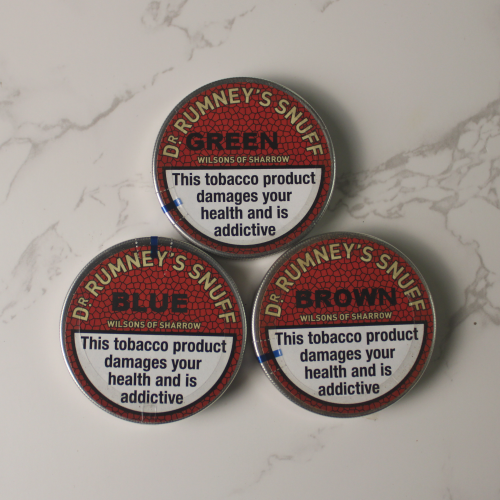 DR RUMNEY'S SNUFF
GREEN
WILSONS OF SHARROW
This tobacco product
damages your
health and is
addictive
DR RUMNEY'S SNUFF
BLUE
WILSONS OF SHARROW
This tobacco product
damages your
health and is
addictive
DR RUMNEY'S SNUFF
BROWN
WILSONS OF SHARROW
This tobacco product
damages your
health and is
addictive